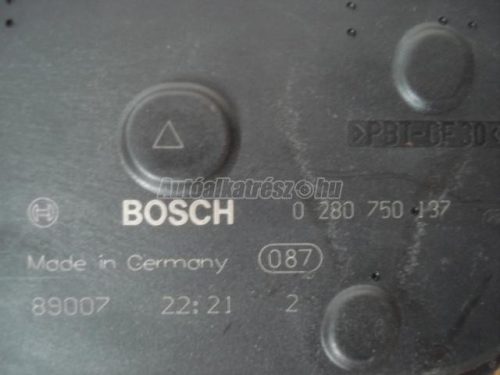 >PBT-GF30<
Autóalkatrész.hu
BOSCH 0 280 750 137
Made in Germany 087
89007 22:21 2